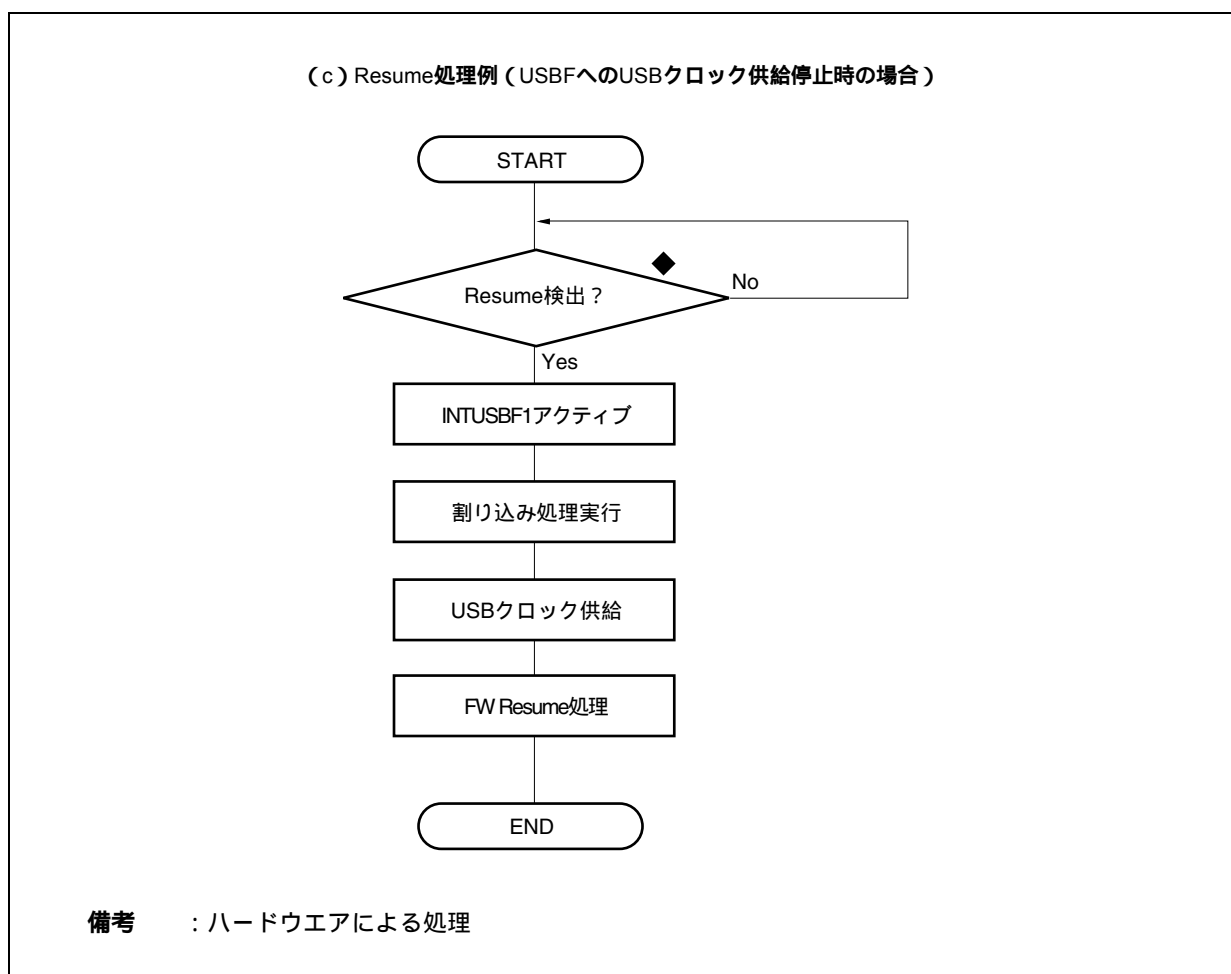 (c)Resume処理例(USBFへのUSBクロック供給停止時の場合)
START
Resume検出?
No
Yes
INTUSBF1アクティブ
割り込み処理実行
USBクロック供給
FW Resume処理
END
備考 :ハードウエアによる処理